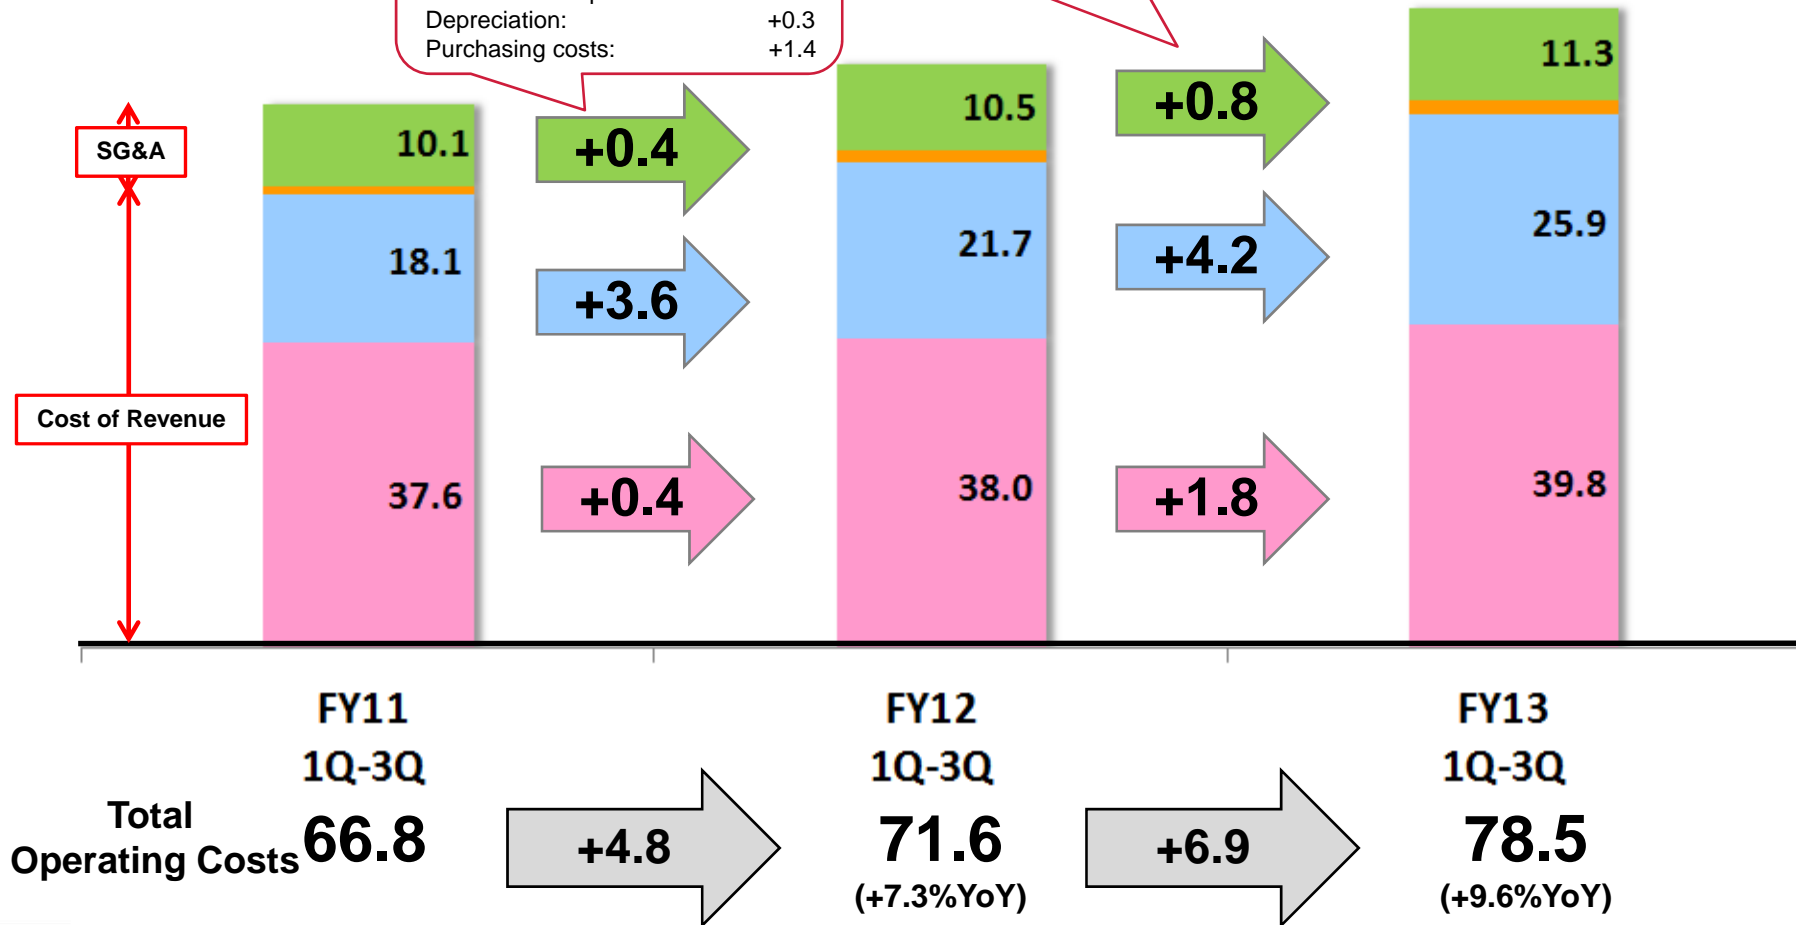 Depreciation: +0.3
Purchasing costs: +1.4
11.3
10.5
+0.8
10.1
+0.4
SG&A
25.9
21.7
+4.2
18.1
+3.6
Cost of Revenue
39.8
38.0
+1.8
37.6
+0.4
FY11
1Q-3Q
FY12
1Q-3Q
FY13
1Q-3Q
Total
Operating Costs
66.8
+4.8
71.6
(+7.3%YoY)
+6.9
78.5
(+9.6%YoY)